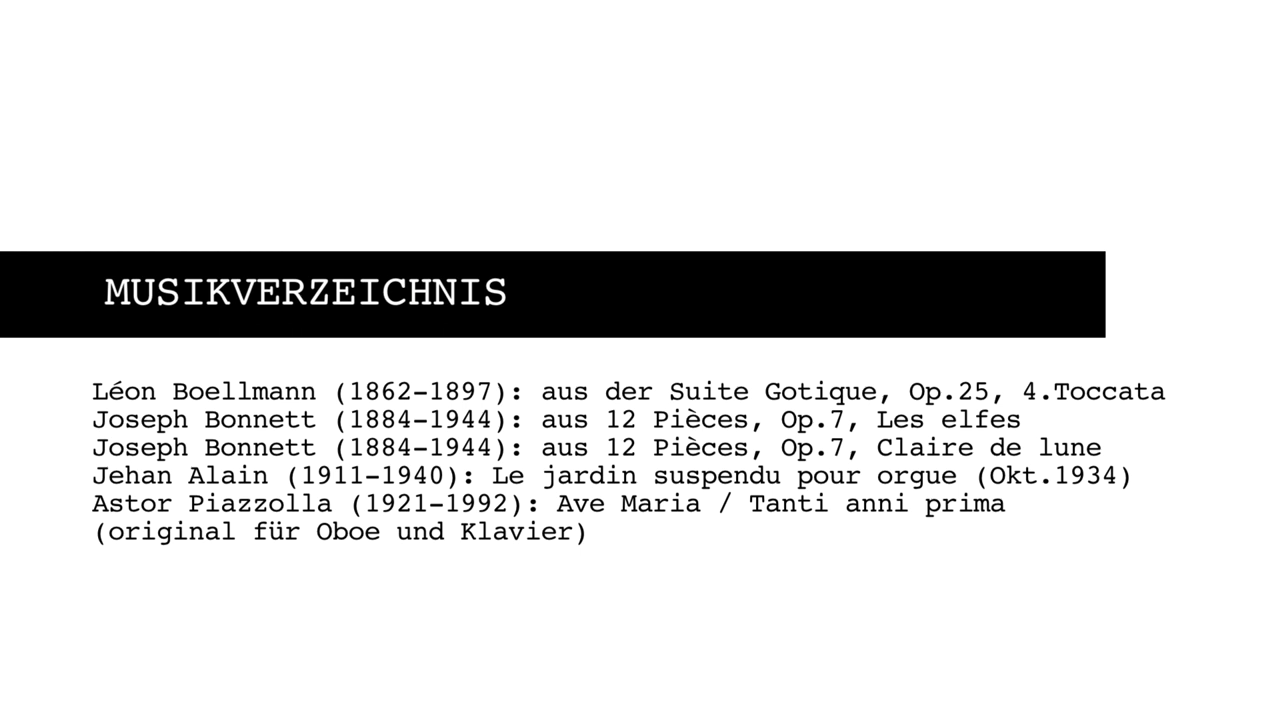 MUSIKVERZEICHNIS
Léon Boellmann (1862-1897): aus der Suite Gotique, Op.25, 4.Toccata
Joseph Bonnett (1884-1944): aus 12 Pièces, Op.7, Les elfes
Joseph Bonnett (1884-1944): aus 12 Pièces, Op.7, Claire de lune
Jehan Alain (1911-1940): Le jardin suspendu pour orgue (Okt.1934)
Astor Piazzolla (1921-1992): Ave Maria / Tanti anni prima
(original für Oboe und Klavier)